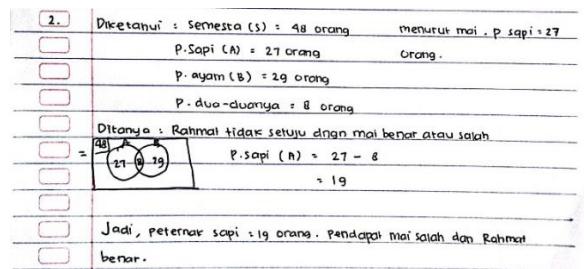 2. Diketahui : semesta (s) = 48 orang menurut mai . p sapi = 27
P.Sapi (A) = 27 orang orang.
P. ayam (B) = 29 orang
P. dua-duanya = 8 orang
Ditanya : Rahmat tidak setuju dngn mai benar atau salah
= 48 A B P.sapi (A) = 27 - 8
27 8 29
= 19
Jadi, peternak sapi = 19 orang. Pendapat mai salah dan Rahmat
benar.